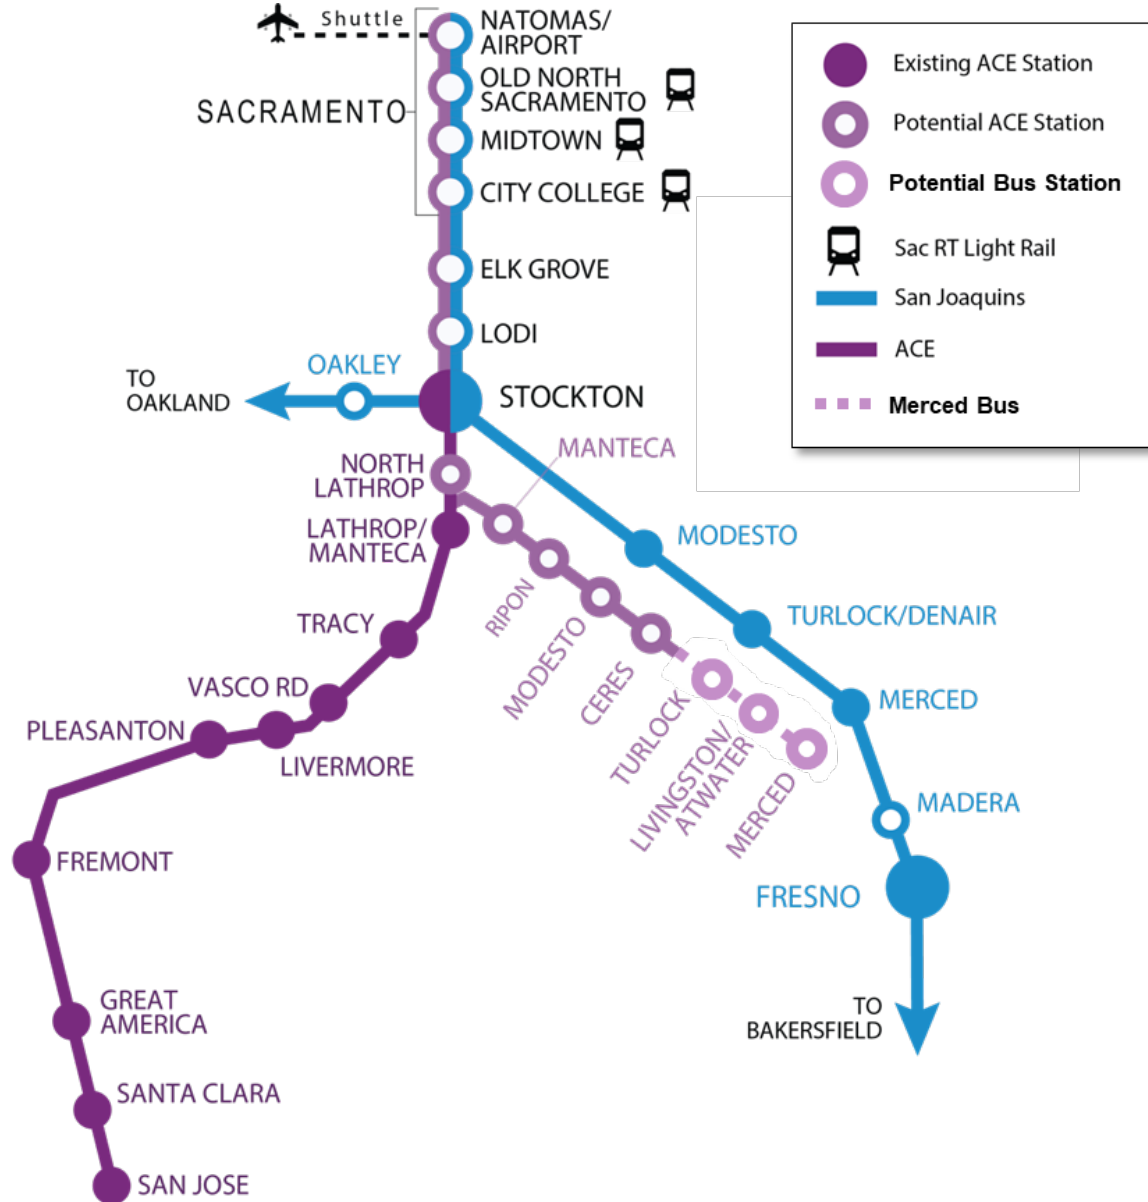 Shuttle
NATOMAS/
AIRPORT
OLD NORTH
SACRAMENTO
SACRAMENTO
MIDTOWN
CITY COLLEGE
ELK GROVE
LODI
OAKLEY
TO
OAKLAND
STOCKTON
Existing ACE Station
Potential ACE Station
Potential Bus Station
Sac RT Light Rail
San Joaquins
ACE
Merced Bus
NORTH
LATHROP
MANTECA
LATHROP/
MANTECA
MODESTO
TRACY
RIPON
MODESTO
CERES
TURLOCK
LIVINGSTON/
ATWATER
MERCED
TURLOCK/DENAIR
MERCED
MADERA
FRESNO
TO
BAKERSFIELD
VASCO RD
PLEASANTON
LIVERMORE
FREMONT
GREAT
AMERICA
SANTA CLARA
SAN JOSE